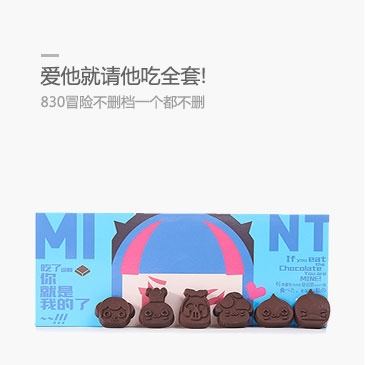 爱他就请他吃全套!
830冒险不删档一个都不删
MI NT
吃了
你
就是
我的了
~~!!!
If you eat
the
Chocolate
You Are
MINE!